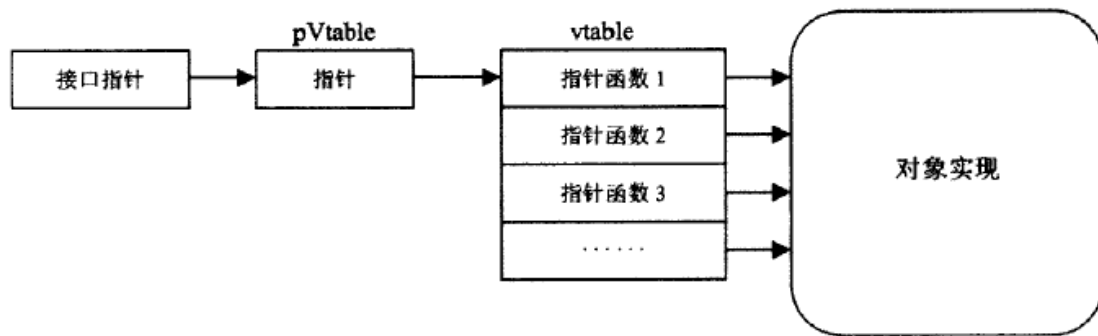 pVtable
vtable
接口指针
指针
指针函数 1
指针函数 2
指针函数 3
······
对象实现